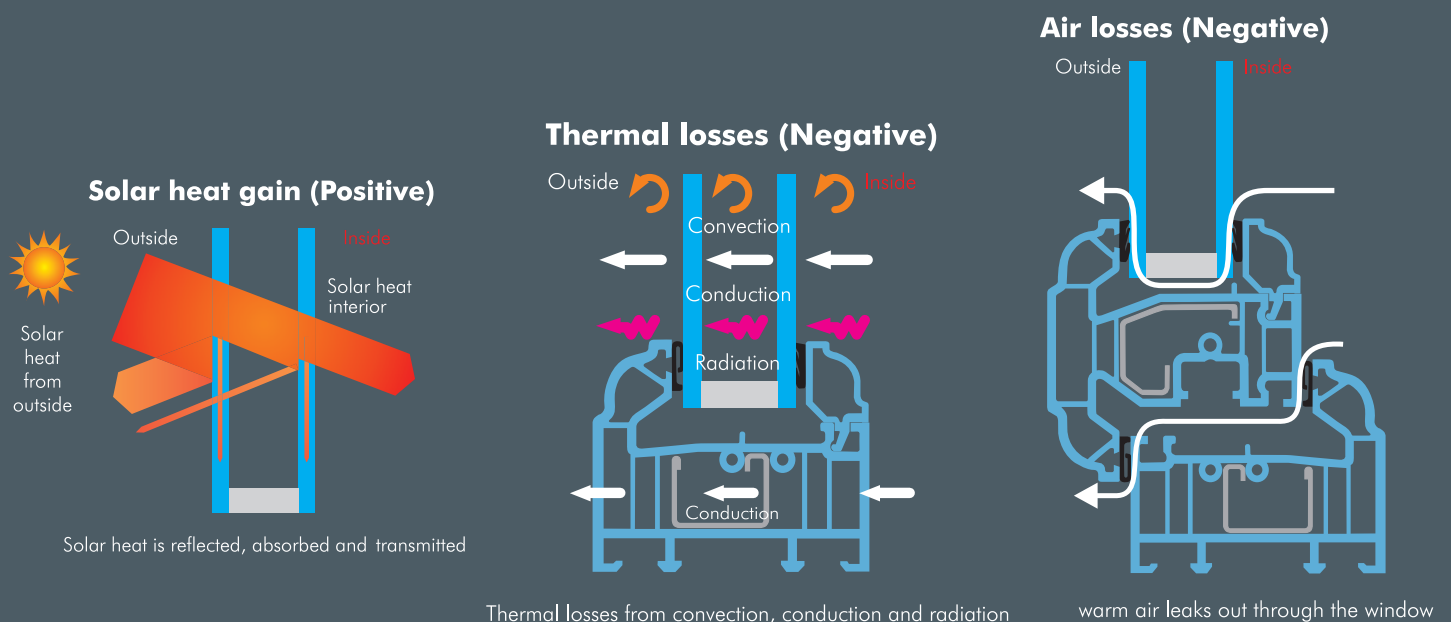 Solar heat gain (Positive)
Outside
Inside
Solar heat
interior
Solar
heat
from
outside
Solar heat is reflected, absorbed and transmitted
Thermal losses (Negative)
Outside
Inside
Convection
Conduction
Radiation
Conduction
Thermal losses from convection, conduction and radiation
Air losses (Negative)
Outside
Inside
warm air leaks out through the window